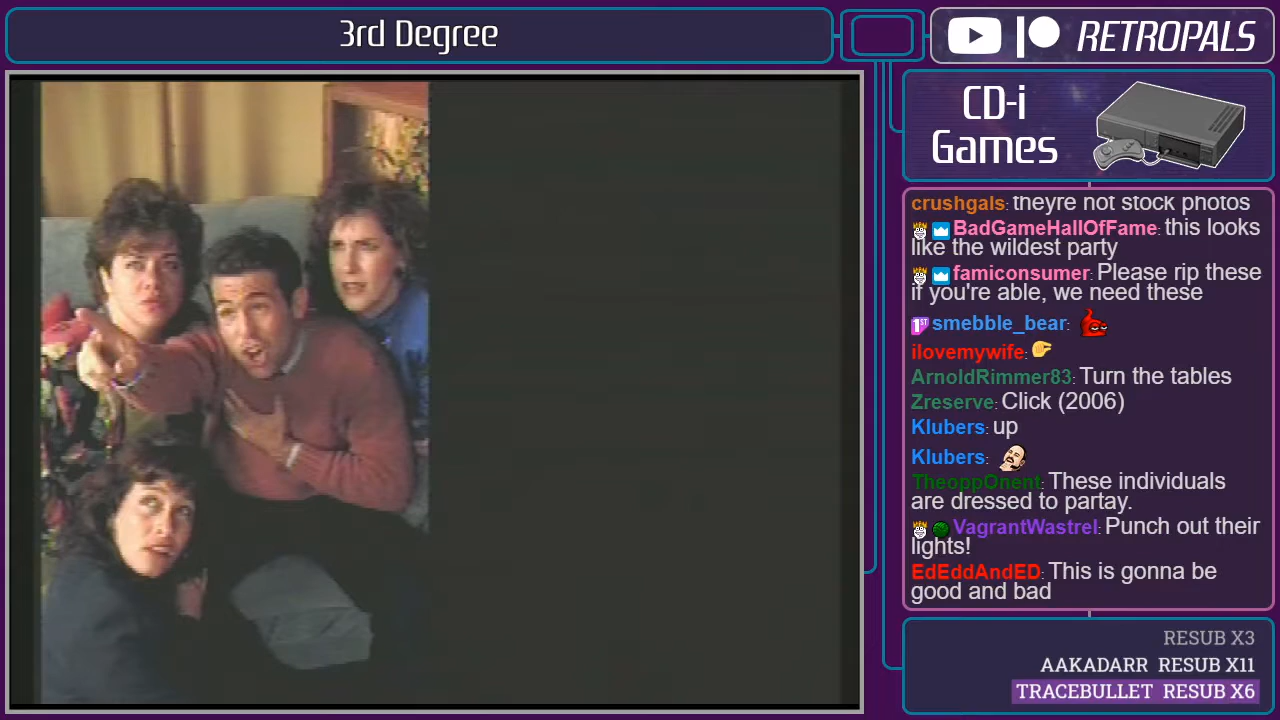 3rd Degree
RETROPALS
CD-i
Games
crushgals: theyre not stock photos
BadGameHallOfFame: this looks
like the wildest party
famiconsumer: Please rip these
if you're able, we need these
1ST smebble_bear:
ilovemywife:
ArnoldRimmer83: Turn the tables
Zreserve: Click (2006)
Klubers: up
Klubers:
TheoppOnent: These individuals
are dressed to partay.
VagrantWastrel: Punch out their
lights!
EdEddAndED: This is gonna be
good and bad
RESUB X3
AAKADARR RESUB X11
TRACEBULLET RESUB X6